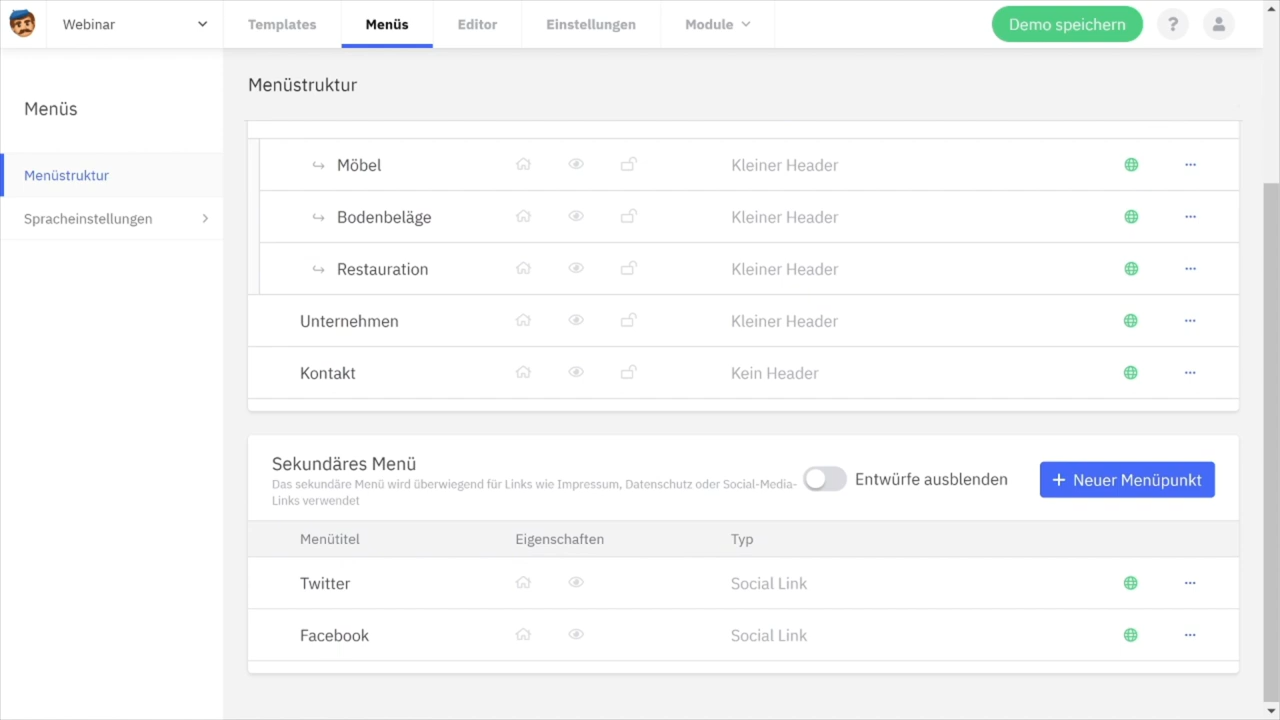 Webinar
Templates
Menüs
Editor
Einstellungen
Module
Demo speichern
?
Menüs
Menüstruktur
Spracheinstellungen
Menüstruktur
Möbel Kleiner Header
Bodenbeläge Kleiner Header
Restauration Kleiner Header
Unternehmen Kleiner Header
Kontakt Kein Header
Sekundäres Menü
Das sekundäre Menü wird überwiegend für Links wie Impressum, Datenschutz oder Social-Media-
Links verwendet
Entwürfe ausblenden
+ Neuer Menüpunkt
Menütitel Eigenschaften Typ
Twitter Social Link
Facebook Social Link